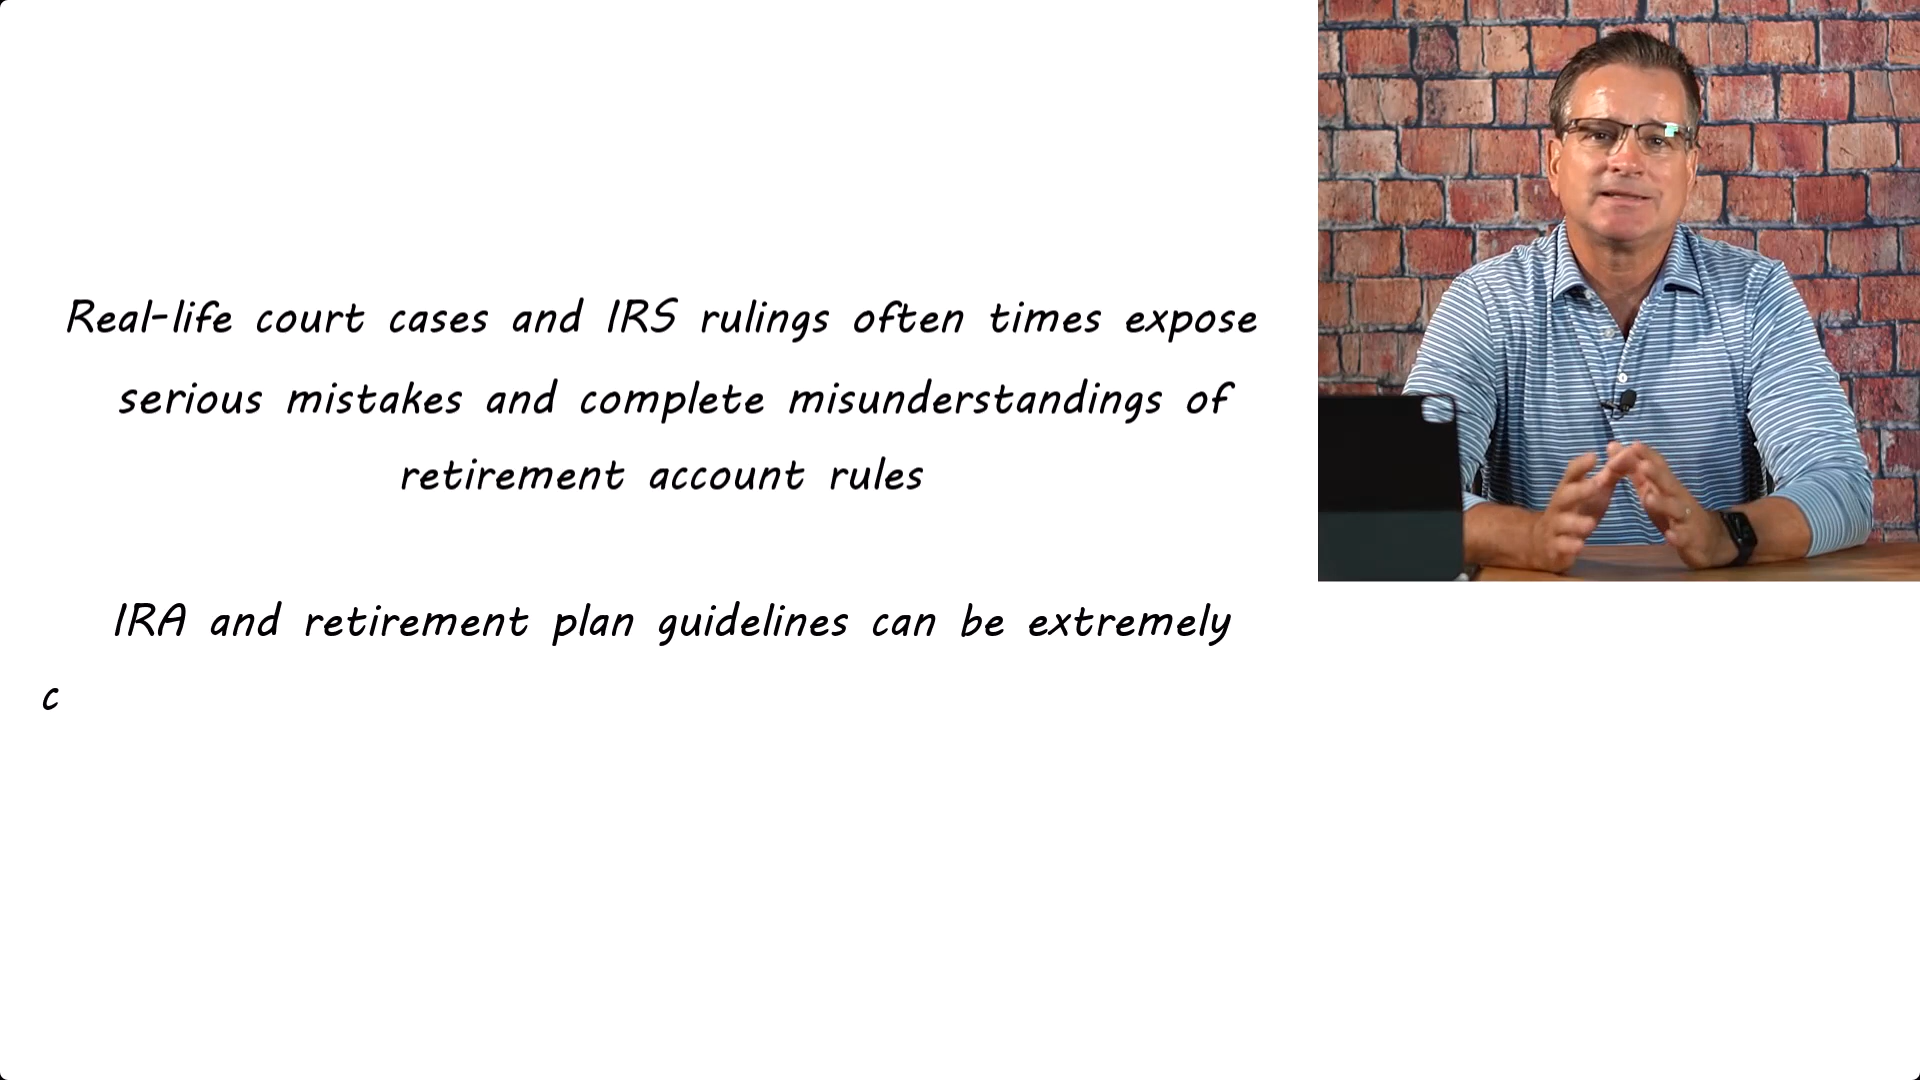 Real-life court cases and IRS rulings often times expose
serious mistakes and complete misunderstandings of
retirement account rules
IRA and retirement plan guidelines can be extremely
c